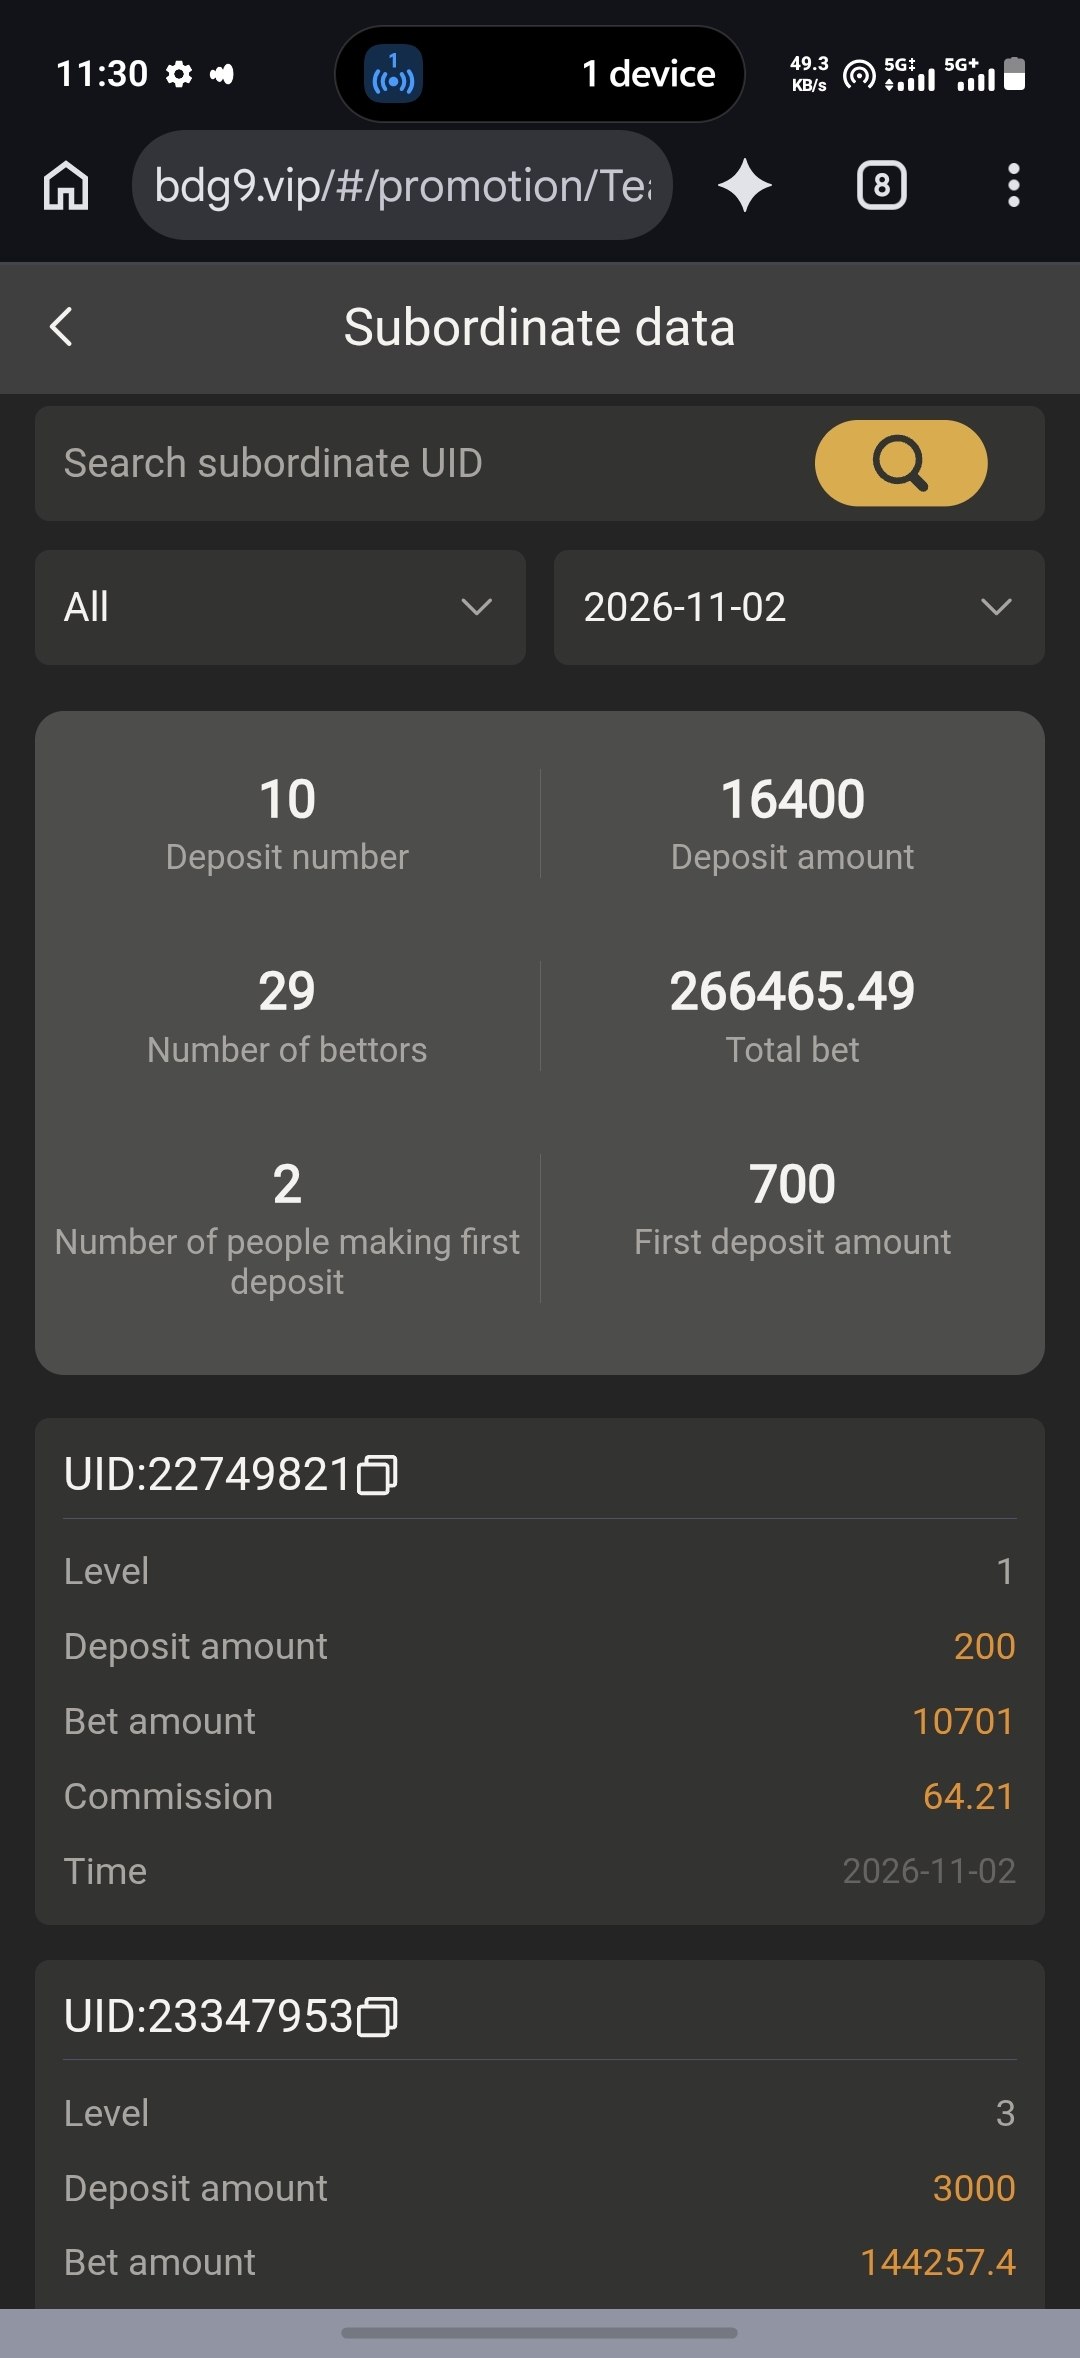 11:30
1
1 device
49.3
KB/s
5G‡
5G+
bdg9.vip/#/promotion/Tea
8
Subordinate data
Search subordinate UID
All
2026-11-02
10
Deposit number
16400
Deposit amount
29
Number of bettors
266465.49
Total bet
2
Number of people making first
deposit
700
First deposit amount
UID:22749821
Level
1
Deposit amount
200
Bet amount
10701
Commission
64.21
Time
2026-11-02
UID:23347953
Level
3
Deposit amount
3000
Bet amount
144257.4